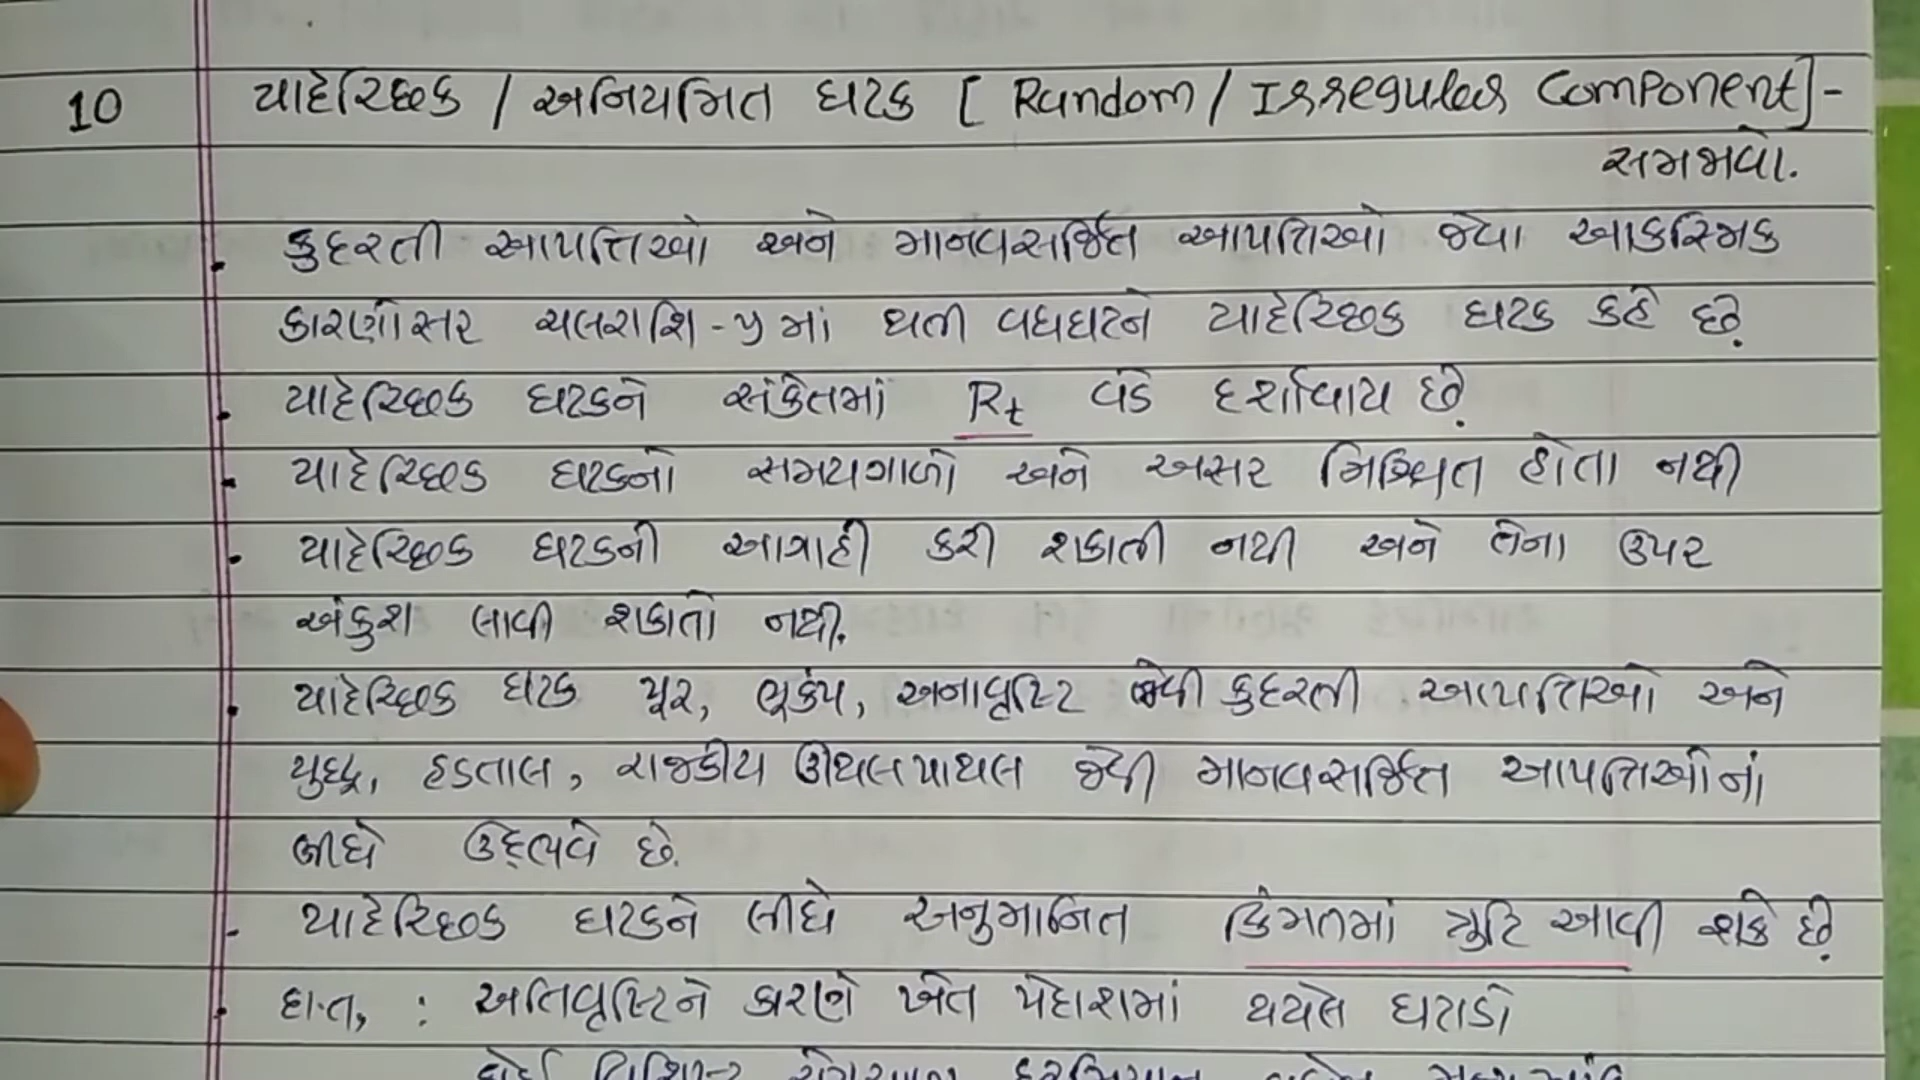 10 યાદૅચ્છિક / અનિયમિત ઘટક [ Random / Irregular Component ] -
સમજાવો.
. કુદરતી આપત્તિઓ અને માનવસર્જિત આપત્તિઓ જેવા આકસ્મિક
કારણોસર ચલરાશિ - y માં થતી વધઘટને યાદેચ્છિક ઘટક કહે છે.
. યાદેચ્છિક ઘટકને સંકેતમાં Rt વડે દર્શાવાય છે.
. યાદેચ્છિક ઘટકનો સમયગાળો અને અસર નિશ્ચિત હોતા નથી
. યાદેચ્છિક ઘટકની આગાહી કરી શકાતી નથી અને તેના ઉપર
અંકુશ લાવી શકાતો નથી.
. યાદેચ્છિક ઘટક પૂર, ભૂકંપ, અનાવૃષ્ટિ જેવી કુદરતી આપત્તિઓ અને
યુદ્ધ, હડતાલ, રાજકીય ઊથલપાથલ જેવી માનવસર્જિત આપત્તિઓનાં
લીધે ઉદ્ભવે છે.
. યાદેચ્છિક ઘટકને લીધે અનુમાનિત કિંમતમાં ત્રુટિ આવી શકે છે.
. દા.ત, : અતિવૃષ્ટિને કારણે ખેત પેદાશમાં થયેલ ઘટાડો